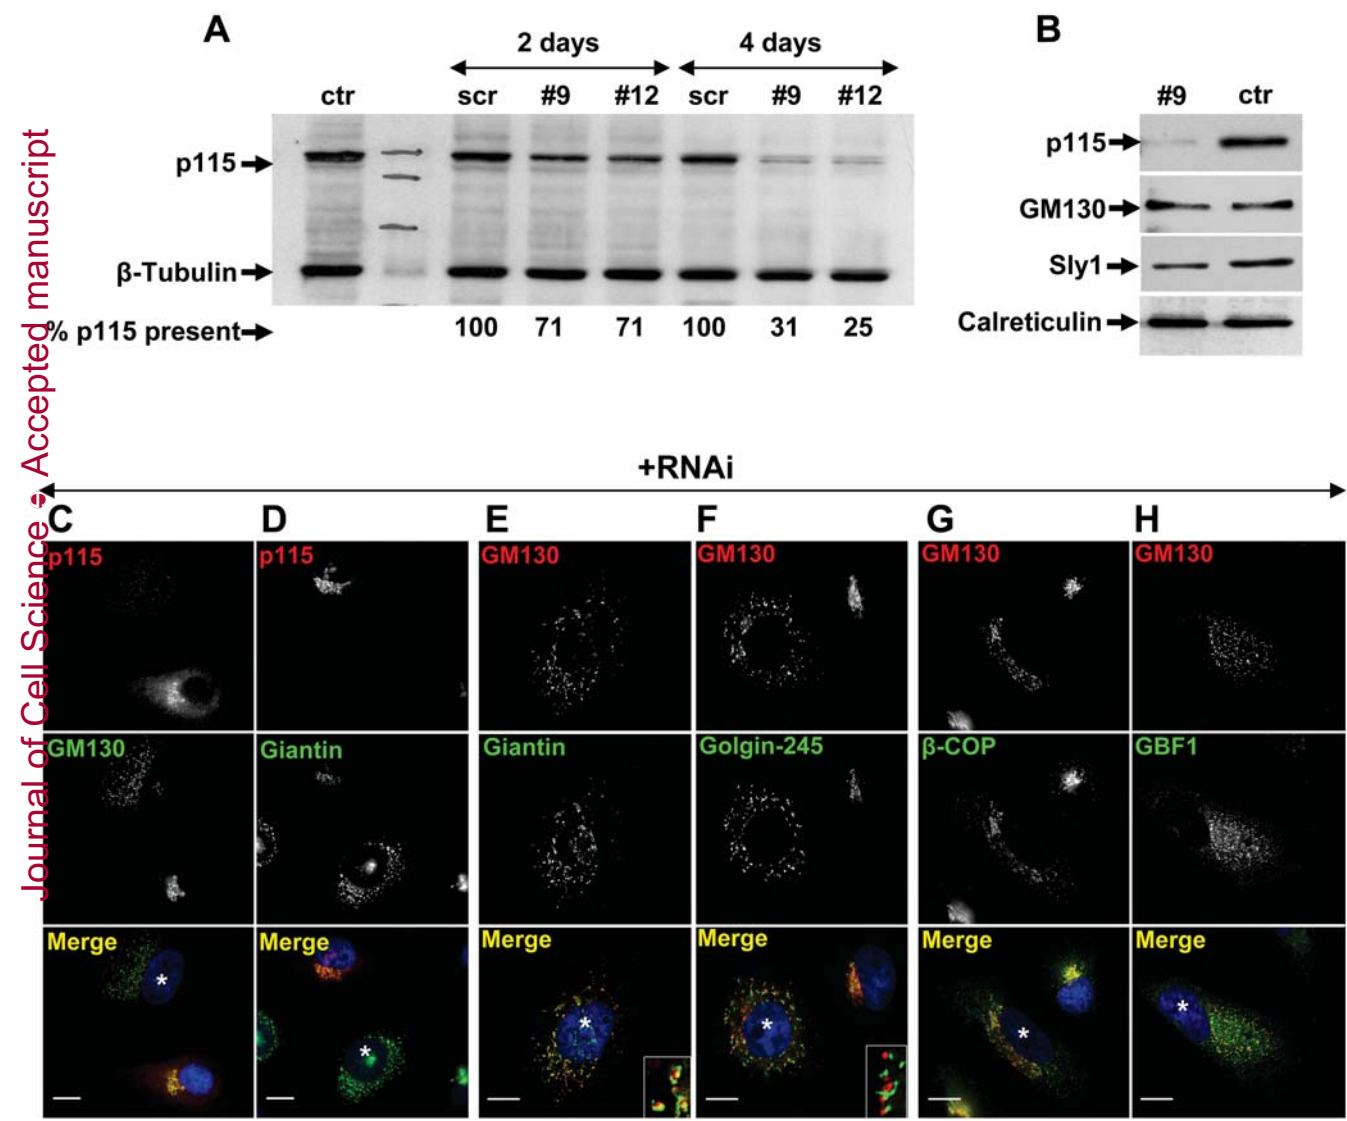 A
B
2 days
4 days
ctr
scr
#9
#12
scr
#9
#12
#9
ctr
p115
β-Tubulin
% p115 present
100
71
71
100
31
25
p115
GM130
Sly1
Calreticulin
Journal of Cell Science • Accepted manuscript
+RNAi
C
D
E
F
G
H
p115
p115
GM130
GM130
GM130
GM130
GM130
Giantin
Giantin
Golgin-245
β-COP
GBF1
Merge
Merge
Merge
Merge
Merge
Merge
*
*
*
*
*
*